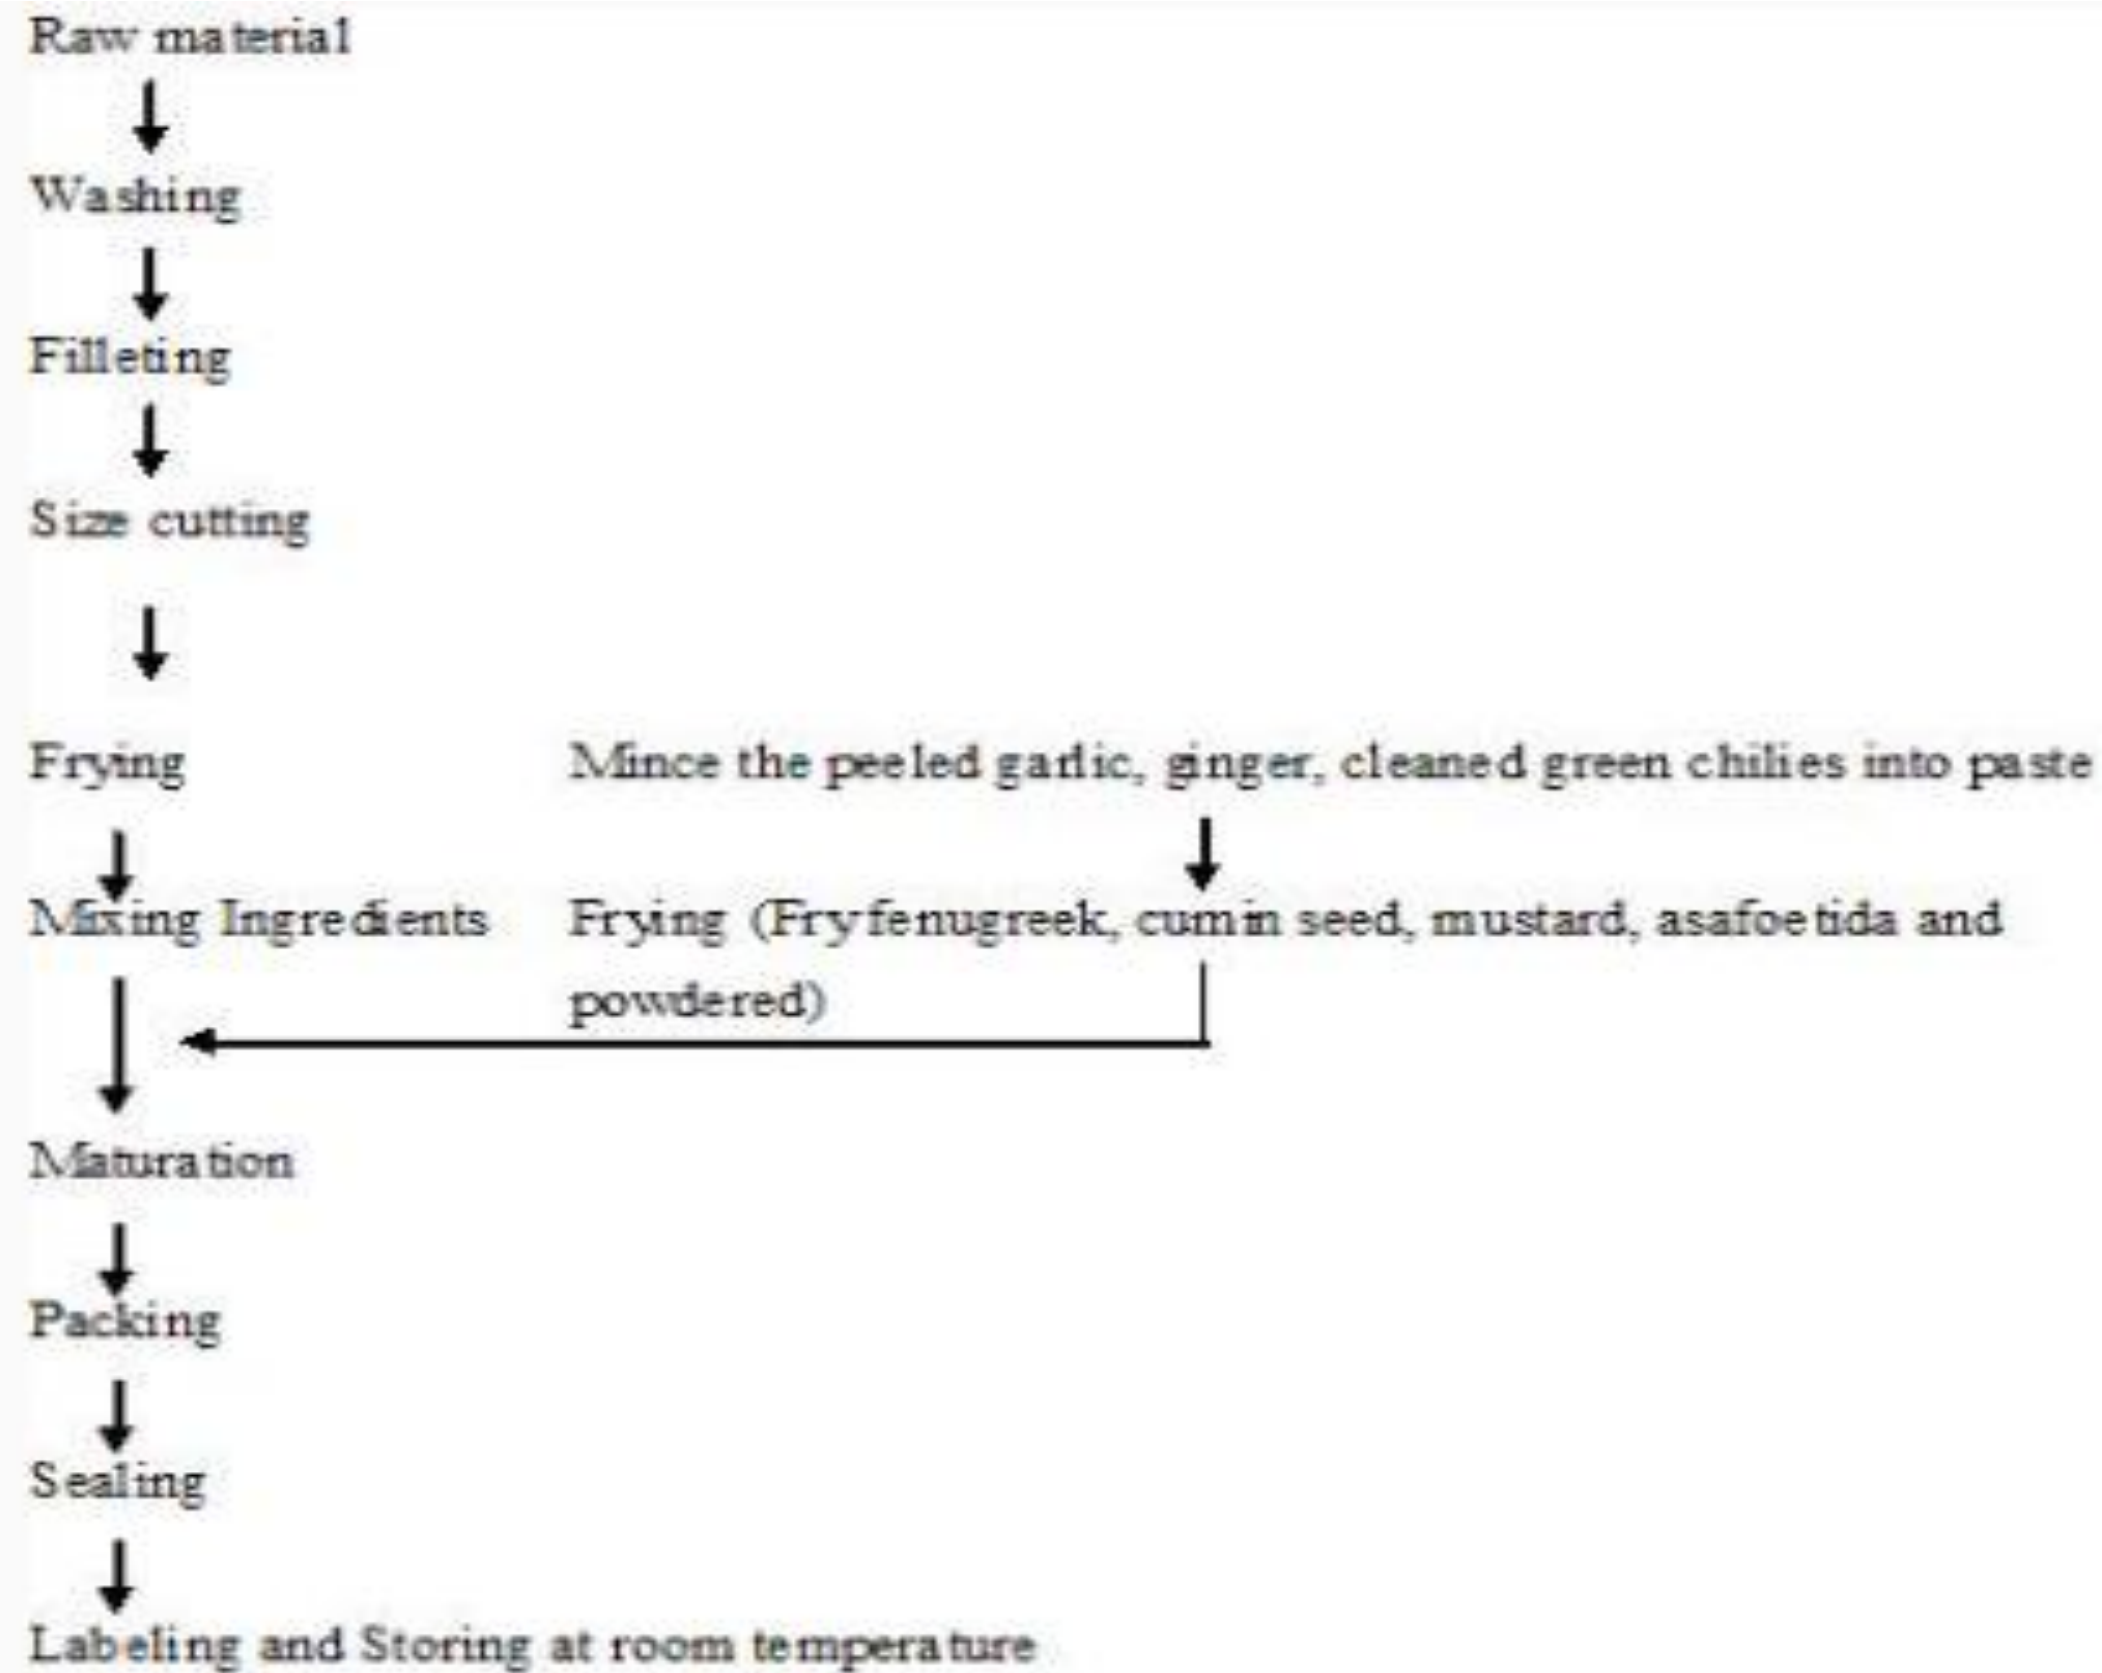 Raw material
Washing
Filleting
Size cutting
Frying
Mince the peeled garlic, ginger, cleaned green chilies into paste
Mixing Ingredients
Frying (Fry fenugreek, cumin seed, mustard, asafoetida and
powdered)
Maturation
Packing
Sealing
Labeling and Storing at room temperature